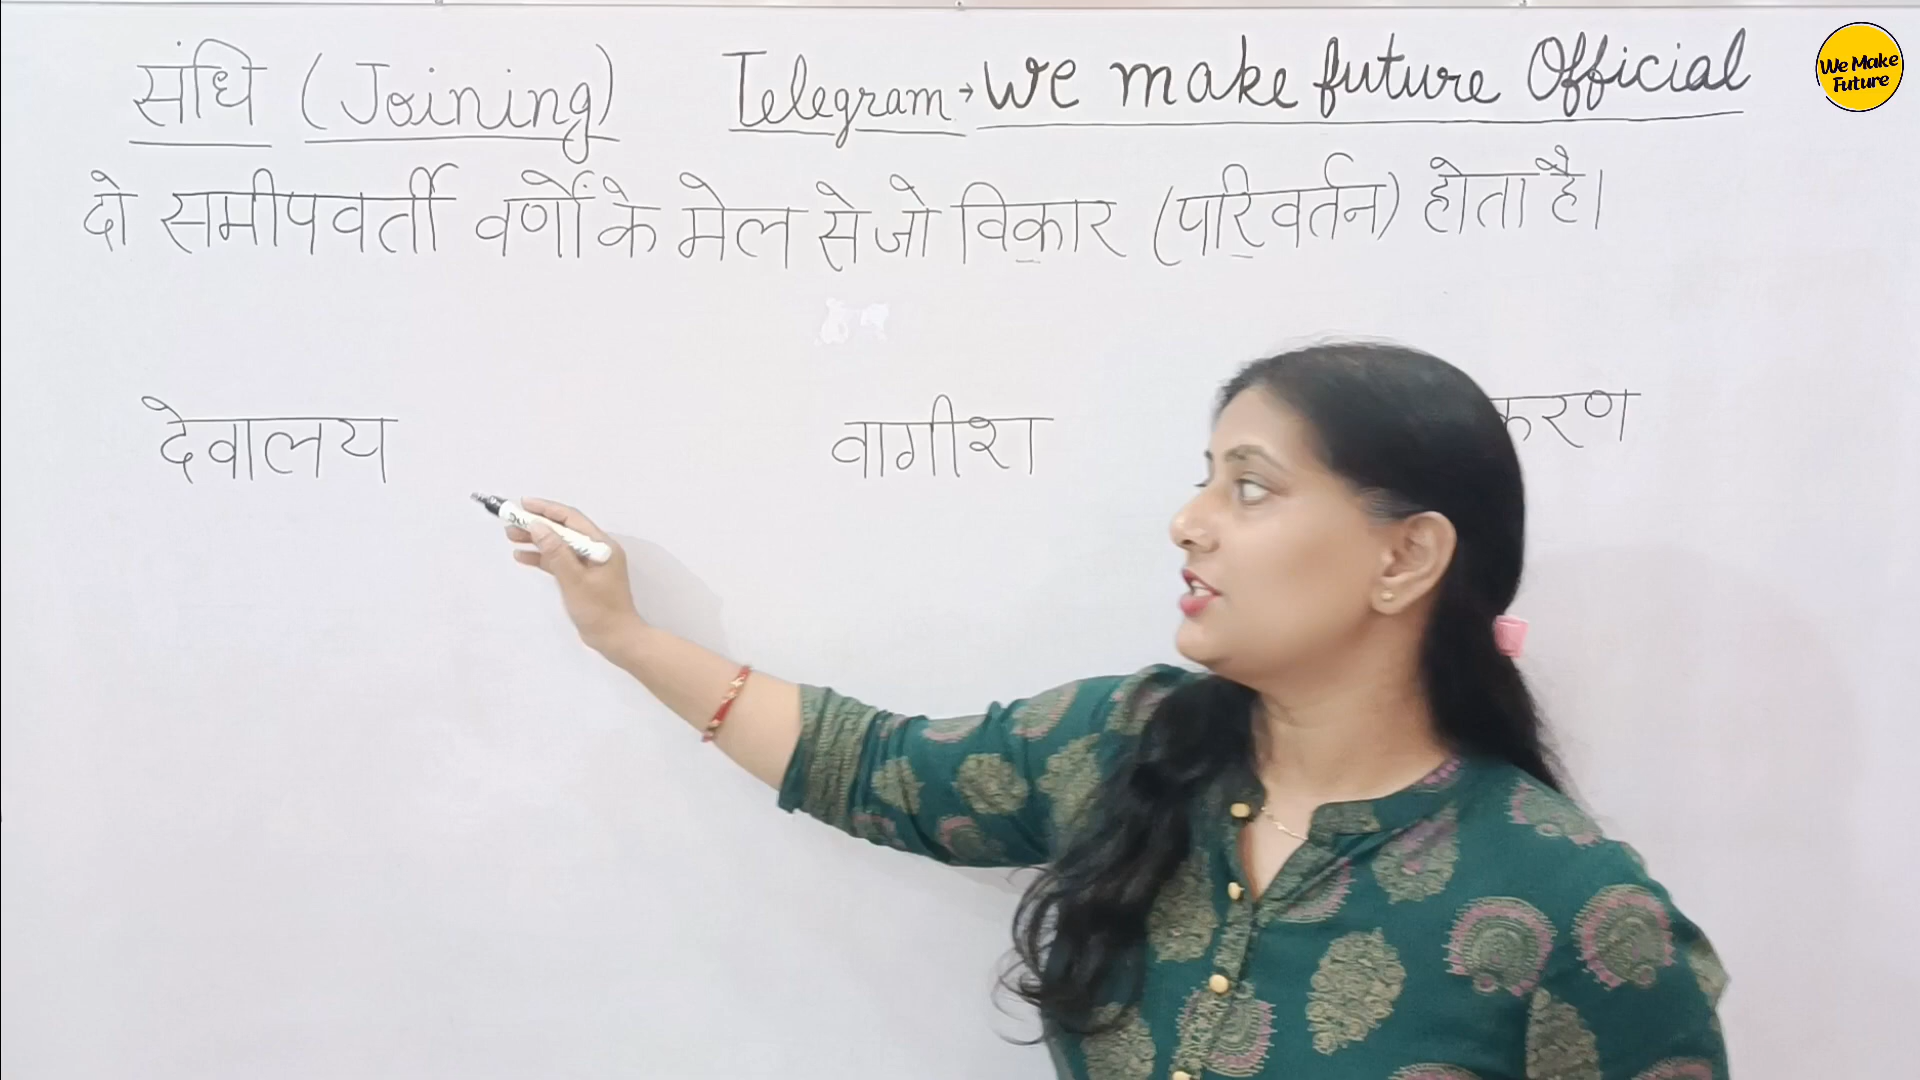 संधि (Joining) Telegram → We make future Official
We Make
Future
दो समीपवर्ती वर्णों के मेल से जो विकार (परिवर्तन) होता है।
देवालय वागीश करण